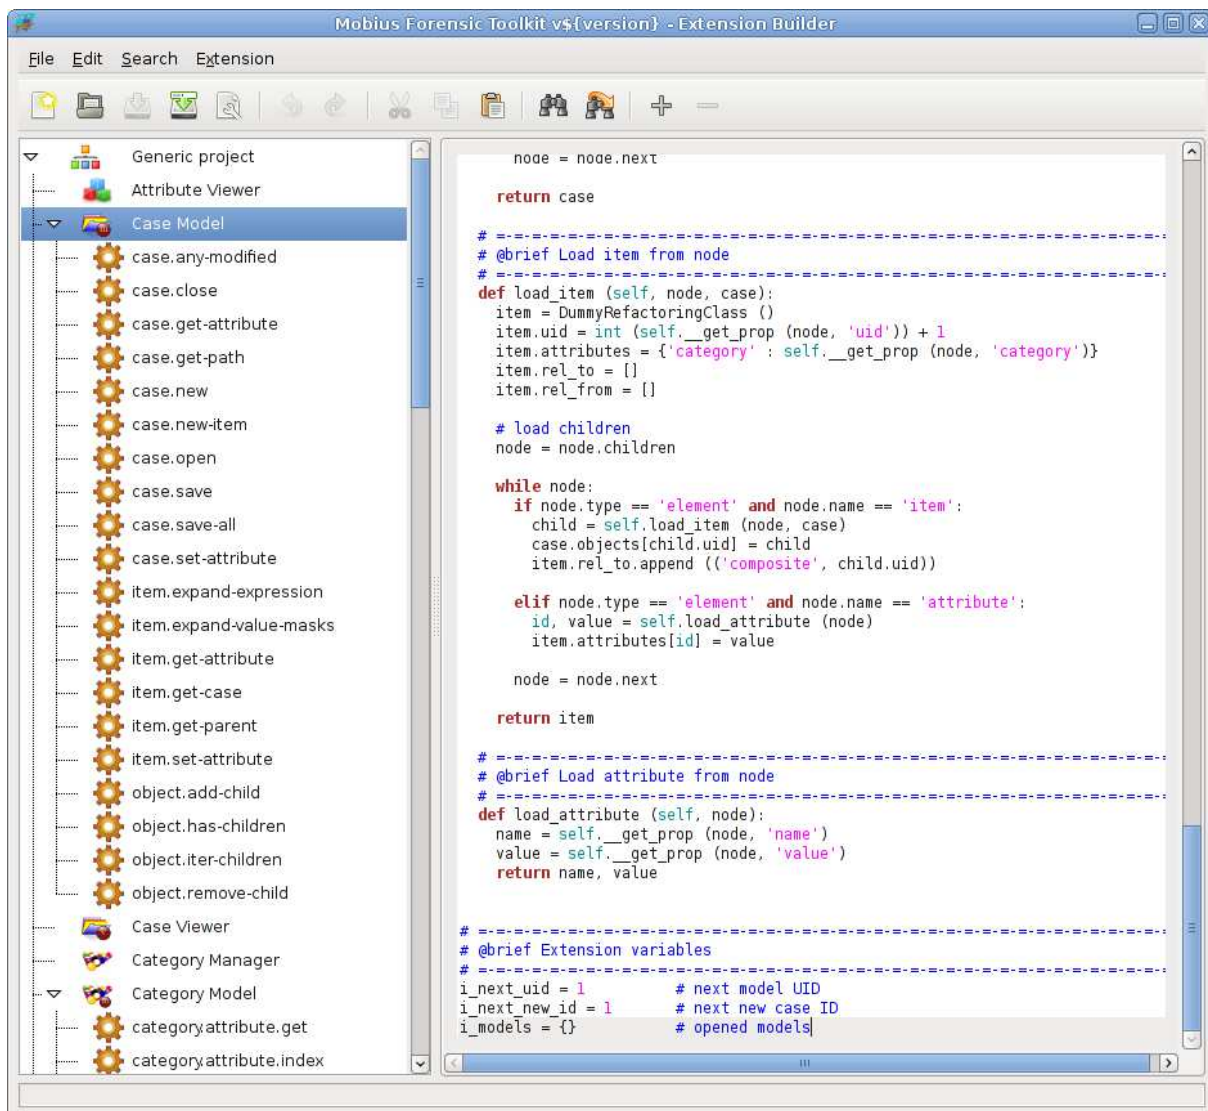 Mobius Forensic Toolkit v${version} - Extension Builder
File Edit Search Extension
Generic project
Attribute Viewer
Case Model
case.any-modified
case.close
case.get-attribute
case.get-path
case.new
case.new-item
case.open
case.save
case.save-all
case.set-attribute
item.expand-expression
item.expand-value-masks
item.get-attribute
item.get-case
item.get-parent
item.set-attribute
object.add-child
object.has-children
object.iter-children
object.remove-child
Case Viewer
Category Manager
Category Model
category.attribute.get
category.attribute.index
node = node.next
return case
# =-=-=-=-=-=-=-=-=-=-=-=-=-=-=-=-=-=-=-=-=-=-=-=-=-=-=-=-=-=-=-=-=-=-=-=-=-
# @brief Load item from node
# =-=-=-=-=-=-=-=-=-=-=-=-=-=-=-=-=-=-=-=-=-=-=-=-=-=-=-=-=-=-=-=-=-=-=-=-=-
def load_item (self, node, case):
item = DummyRefactoringClass ()
item.uid = int (self.__get_prop (node, 'uid')) + 1
item.attributes = {'category' : self.__get_prop (node, 'category')}
item.rel_to = []
item.rel_from = []
# load children
node = node.children
while node:
if node.type == 'element' and node.name == 'item':
child = self.load_item (node, case)
case.objects[child.uid] = child
item.rel_to.append (('composite', child.uid))
elif node.type == 'element' and node.name == 'attribute':
id, value = self.load_attribute (node)
item.attributes[id] = value
node = node.next
return item
# =-=-=-=-=-=-=-=-=-=-=-=-=-=-=-=-=-=-=-=-=-=-=-=-=-=-=-=-=-=-=-=-=-=-=-=-=-
# @brief Load attribute from node
# =-=-=-=-=-=-=-=-=-=-=-=-=-=-=-=-=-=-=-=-=-=-=-=-=-=-=-=-=-=-=-=-=-=-=-=-=-
def load_attribute (self, node):
name = self.__get_prop (node, 'name')
value = self.__get_prop (node, 'value')
return name, value
# =-=-=-=-=-=-=-=-=-=-=-=-=-=-=-=-=-=-=-=-=-=-=-=-=-=-=-=-=-=-=-=-=-=-=-=-=-=-
# @brief Extension variables
# =-=-=-=-=-=-=-=-=-=-=-=-=-=-=-=-=-=-=-=-=-=-=-=-=-=-=-=-=-=-=-=-=-=-=-=-=-=-
i_next_uid = 1 # next model UID
i_next_new_id = 1 # next new case ID
i_models = {} # opened models